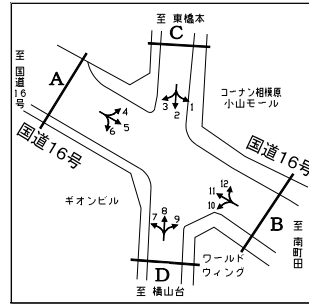 至 東橋本
C
至 国道16号
A
コーナン相模原
小山モール
4
5
6
3
2
1
国道16号
国道16号
ギオンビル
11
12
10
7
8
9
B
至 南町田
D
ワールド
ウィング
至 横山台